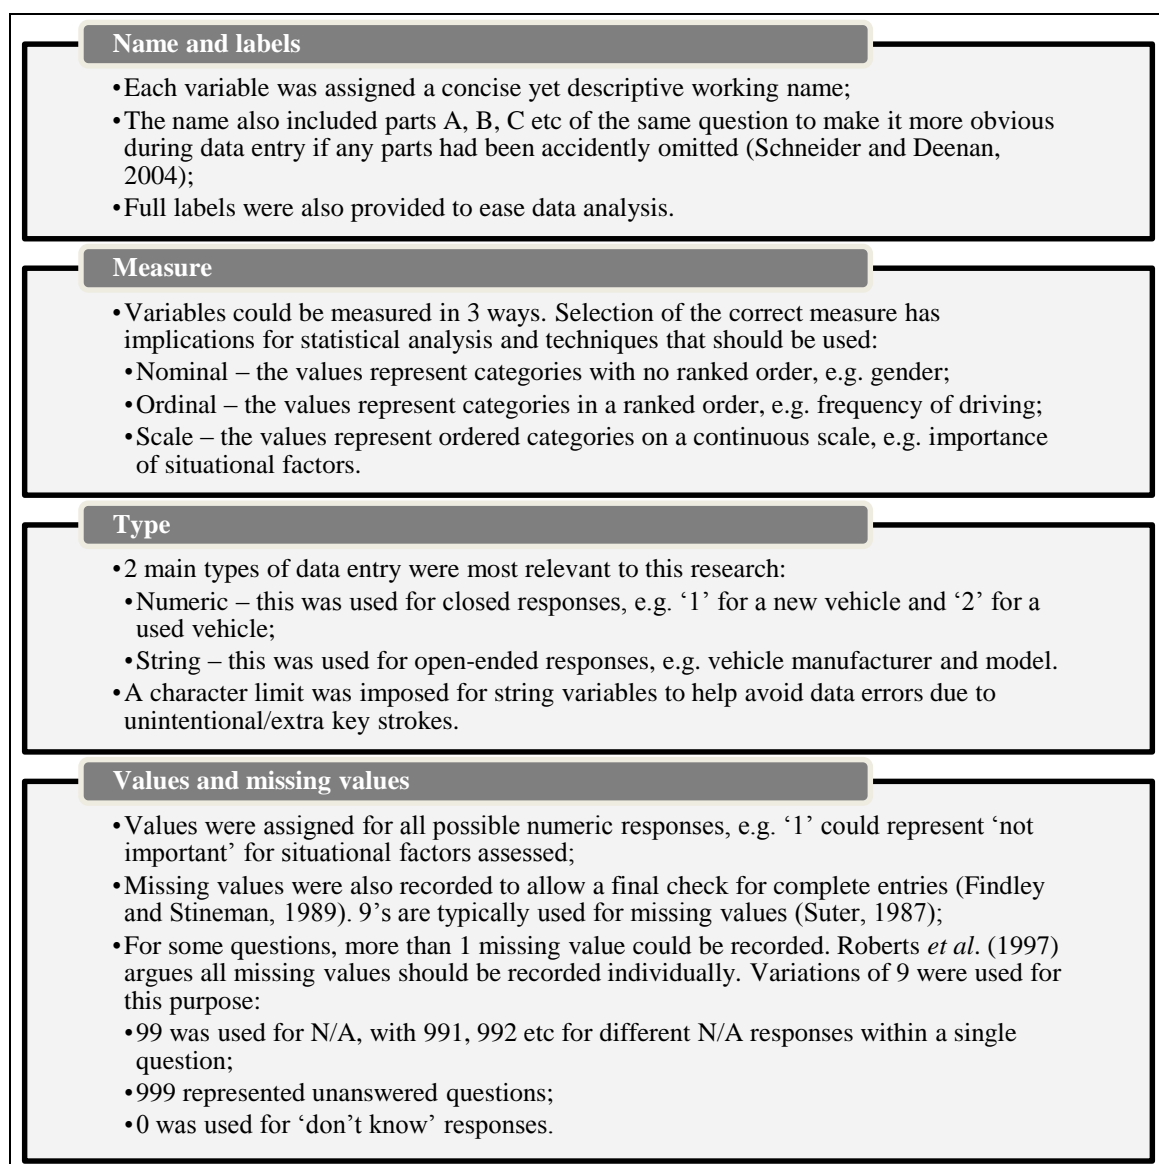 Name and labels
•Each variable was assigned a concise yet descriptive working name;
•The name also included parts A, B, C etc of the same question to make it more obvious
during data entry if any parts had been accidently omitted (Schneider and Deenan,
2004);
•Full labels were also provided to ease data analysis.
Measure
•Variables could be measured in 3 ways. Selection of the correct measure has
implications for statistical analysis and techniques that should be used:
•Nominal – the values represent categories with no ranked order, e.g. gender;
•Ordinal – the values represent categories in a ranked order, e.g. frequency of driving;
•Scale – the values represent ordered categories on a continuous scale, e.g. importance
of situational factors.
Type
•2 main types of data entry were most relevant to this research:
•Numeric – this was used for closed responses, e.g. ‘1’ for a new vehicle and ‘2’ for a
used vehicle;
•String – this was used for open-ended responses, e.g. vehicle manufacturer and model.
•A character limit was imposed for string variables to help avoid data errors due to
unintentional/extra key strokes.
Values and missing values
•Values were assigned for all possible numeric responses, e.g. ‘1’ could represent ‘not
important’ for situational factors assessed;
•Missing values were also recorded to allow a final check for complete entries (Findley
and Stineman, 1989). 9’s are typically used for missing values (Suter, 1987);
•For some questions, more than 1 missing value could be recorded. Roberts et al. (1997)
argues all missing values should be recorded individually. Variations of 9 were used for
this purpose:
•99 was used for N/A, with 991, 992 etc for different N/A responses within a single
question;
•999 represented unanswered questions;
•0 was used for ‘don’t know’ responses.